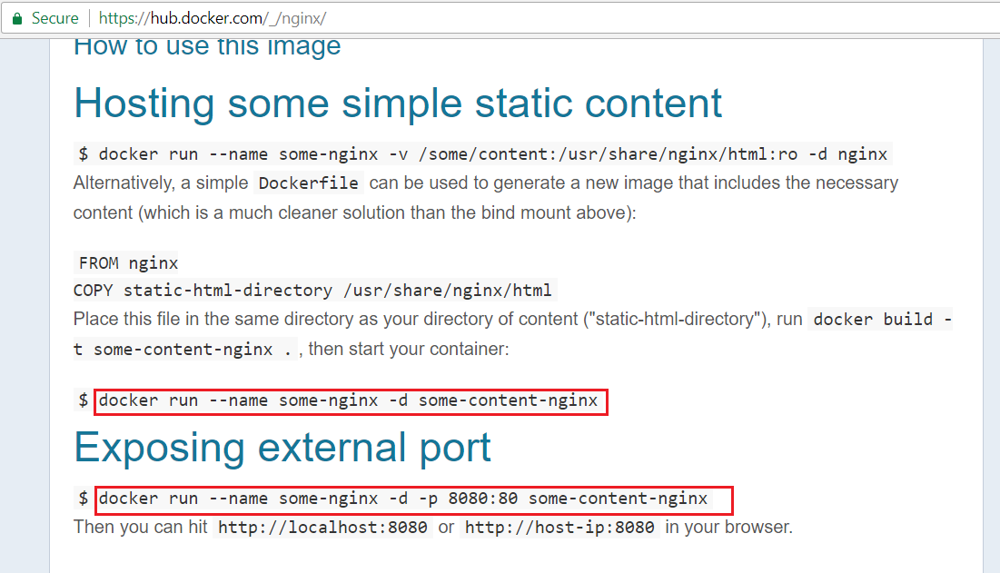 Secure https://hub.docker.com/_/nginx/
How to use this image
Hosting some simple static content
$ docker run --name some-nginx -v /some/content:/usr/share/nginx/html:ro -d nginx
Alternatively, a simple Dockerfile can be used to generate a new image that includes the necessary
content (which is a much cleaner solution than the bind mount above):
FROM nginx
COPY static-html-directory /usr/share/nginx/html
Place this file in the same directory as your directory of content ("static-html-directory"), run docker build -
t some-content-nginx . , then start your container:
$ docker run --name some-nginx -d some-content-nginx
Exposing external port
$ docker run --name some-nginx -d -p 8080:80 some-content-nginx
Then you can hit http://localhost:8080 or http://host-ip:8080 in your browser.